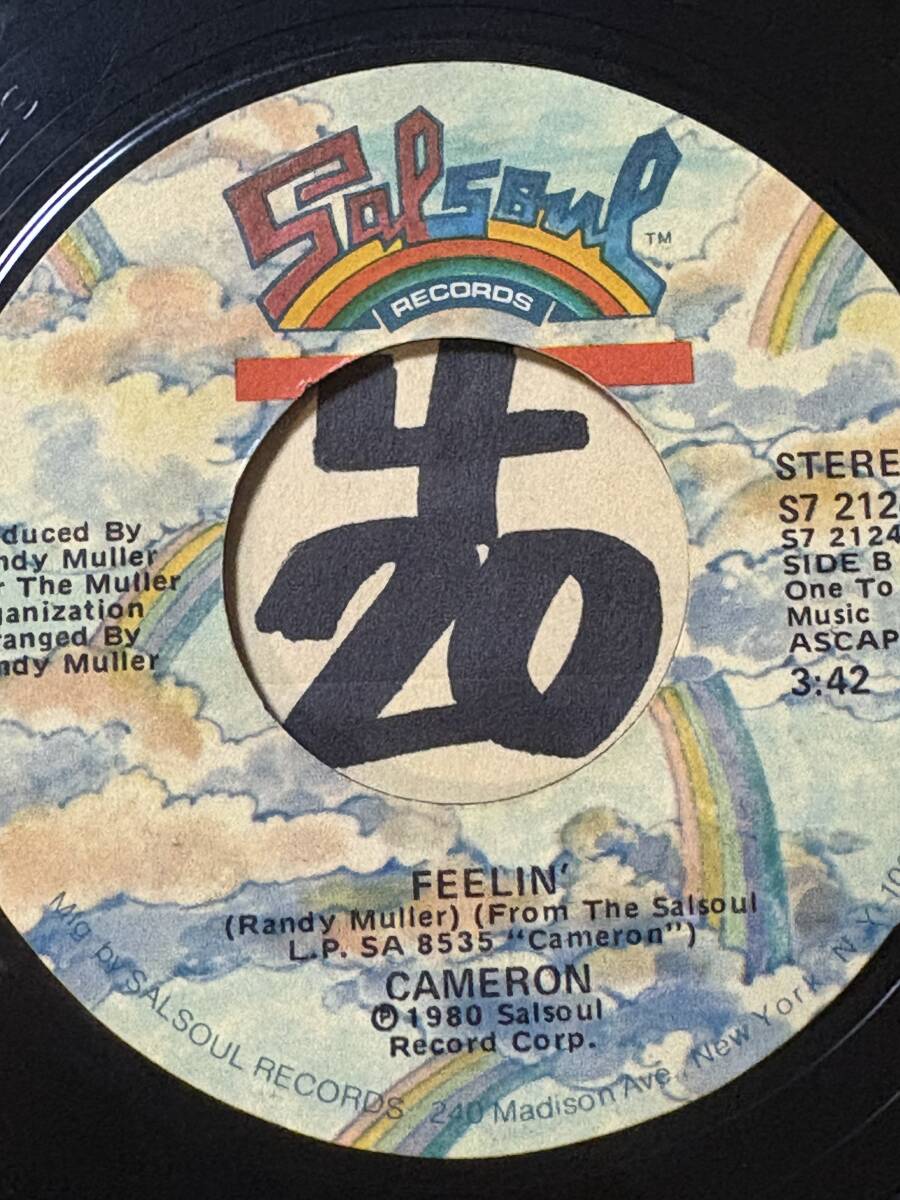 Salsoul
TM
RECORDS
4
20
duced By
ndy Muller
r The Muller
ganization
ranged By
ndy Muller
STERE
S7 212
S7 2124
SIDE B
One To
Music
ASCAP
3:42
FEELIN'
(Randy Muller) (From The Salsoul
L.P. SA 8535 "Cameron")
CAMERON
℗1980 Salsoul
Record Corp.
Mfg by SALSOUL RECORDS 240 Madison Ave., New York, N.Y. 10